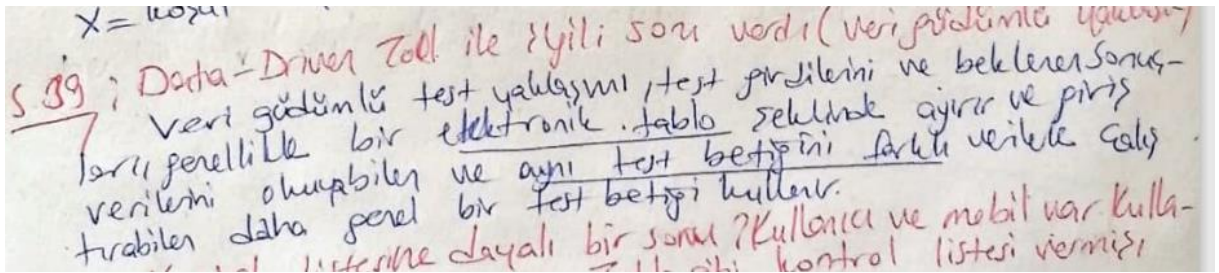 X = koşul
S 39 ; Data-Driven Tool ile ilgili soru vardı (veri güdümlü yaklaşım)
Veri güdümlü test yaklaşımı, test girdilerini ve beklenen sonuç-
ları genellikle bir elektronik tablo şeklinde ayırır ve giriş
verilerini okuyabilen ve aynı test betiğini farklı verilerle çalış
tırabilen daha genel bir test betiği kullanır.
listesine dayalı bir soru ? Kullanıcı ve mobil var Kulla-
kontrol listesi vermiş,